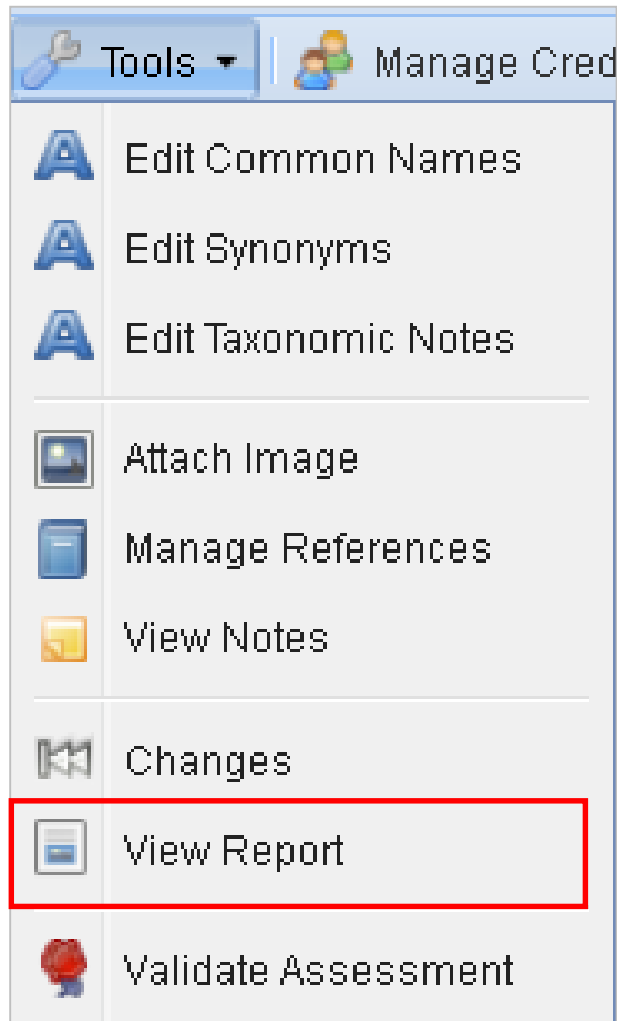 Tools Manage Cred
Edit Common Names
Edit Synonyms
Edit Taxonomic Notes
Attach Image
Manage References
View Notes
Changes
View Report
Validate Assessment